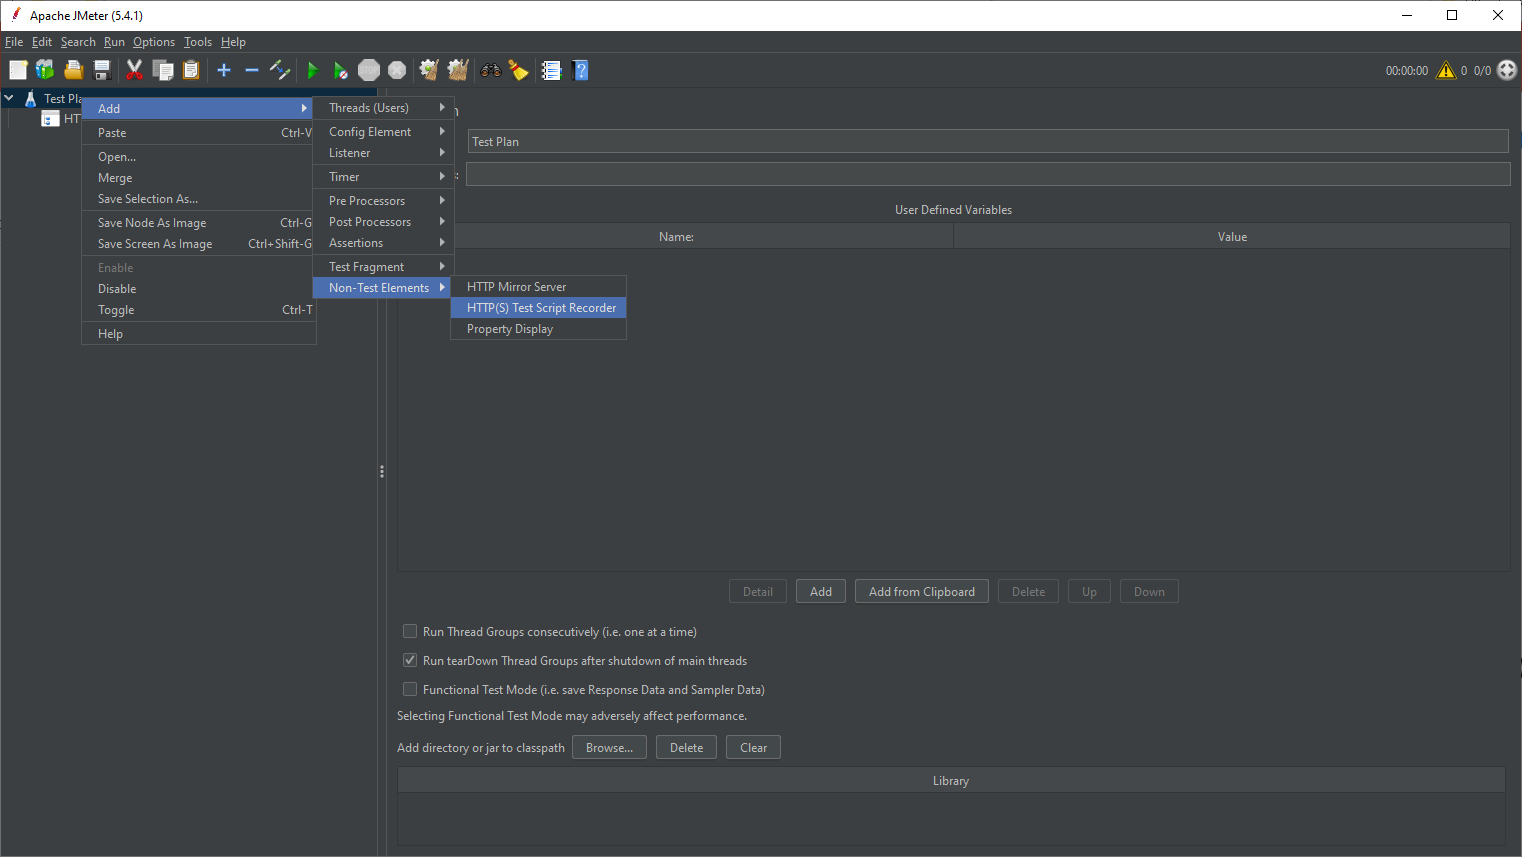 Apache JMeter (5.4.1)
File Edit Search Run Options Tools Help
00:00:00 0 0/0
Test Pla
HT
Add
Paste Ctrl-V
Open...
Merge
Save Selection As...
Save Node As Image Ctrl-G
Save Screen As Image Ctrl+Shift-G
Enable
Disable
Toggle Ctrl-T
Help
Threads (Users)
Config Element
Listener
Timer
Pre Processors
Post Processors
Assertions
Test Fragment
Non-Test Elements
HTTP Mirror Server
HTTP(S) Test Script Recorder
Property Display
Test Plan
User Defined Variables
Name: Value
Detail Add Add from Clipboard Delete Up Down
Run Thread Groups consecutively (i.e. one at a time)
Run tearDown Thread Groups after shutdown of main threads
Functional Test Mode (i.e. save Response Data and Sampler Data)
Selecting Functional Test Mode may adversely affect performance.
Add directory or jar to classpath Browse... Delete Clear
Library